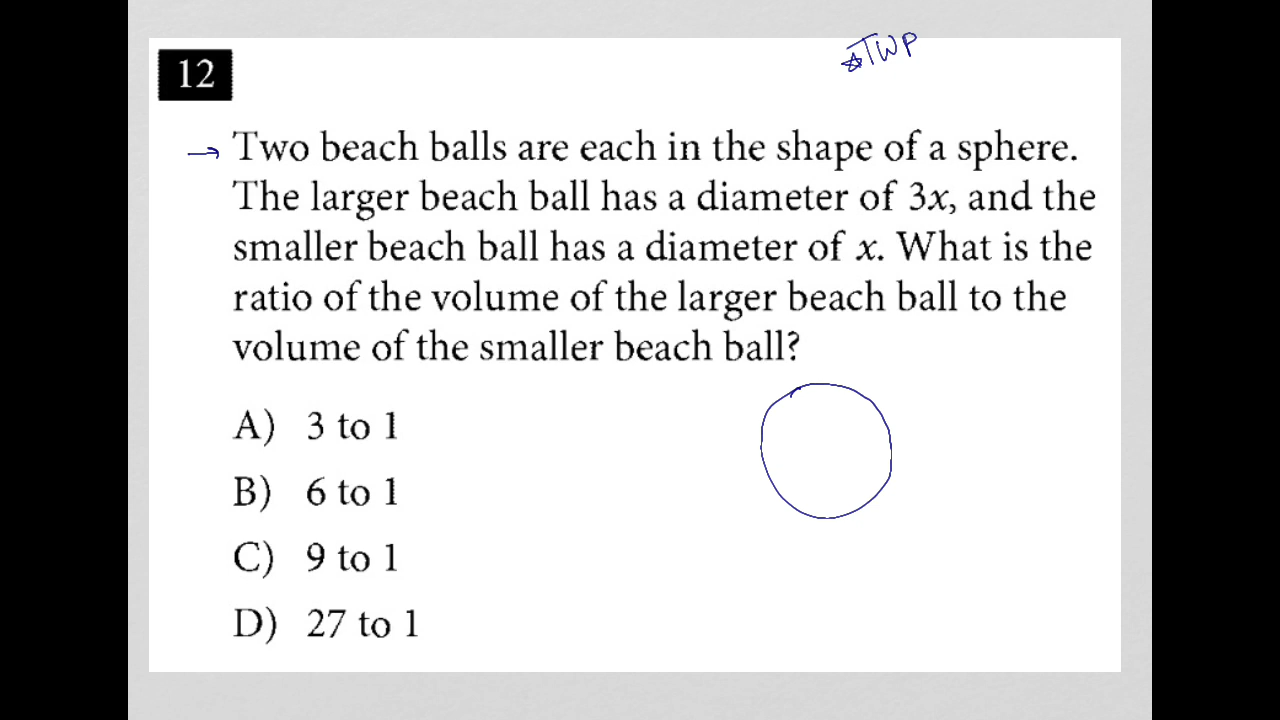 12
☆TWP
→ Two beach balls are each in the shape of a sphere.
The larger beach ball has a diameter of 3x, and the
smaller beach ball has a diameter of x. What is the
ratio of the volume of the larger beach ball to the
volume of the smaller beach ball?
A) 3 to 1
B) 6 to 1
C) 9 to 1
D) 27 to 1